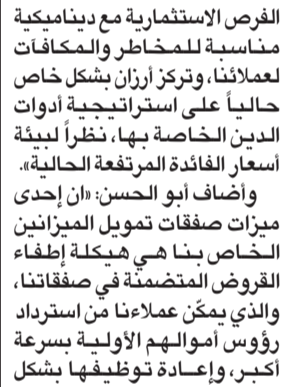 الفرص الاستثمارية مع ديناميكية
مناسبة للمخاطر والمكافآت
لعملائنا، وتركز أرزان بشكل خاص
حالياً على استراتيجية أدوات
الدين الخاصة بها، نظراً لبيئة
أسعار الفائدة المرتفعة الحالية».
وأضاف أبو الحسن: «ان إحدى
ميزات صفقات تمويل الميزانين
الخاص بنا هي هيكلة إطفاء
القروض المتضمنة في صفقاتنا،
والذي يمكّن عملاءنا من استرداد
رؤوس أموالهم الأولية بسرعة
أكبر، وإعادة توظيفها بشكل